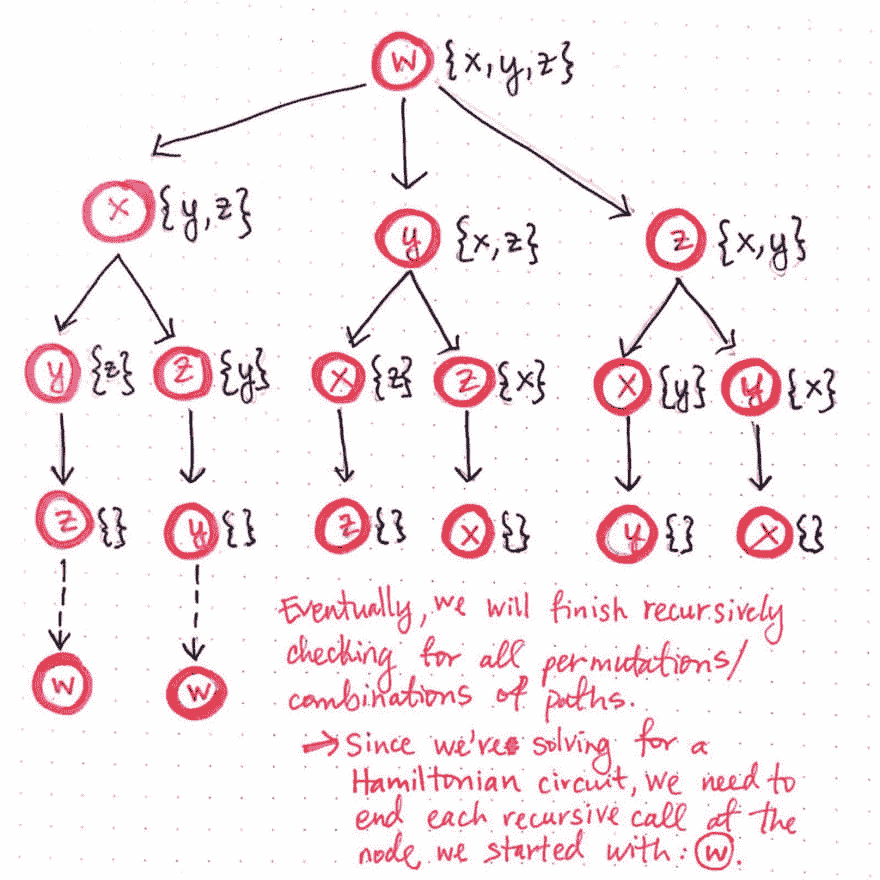 w {x,y,z}
x {y,z} y {x,z} z {x,y}
y {z} z {y} x {z} z {x} x {y} y {x}
z {} y {} z {} x {} y {} x {}
w w
Eventually, we will finish recursively
checking for all permutations/
combinations of paths.
→ Since we're solving for a
Hamiltonian circuit, we need to
end each recursive call at the
node we started with: w.